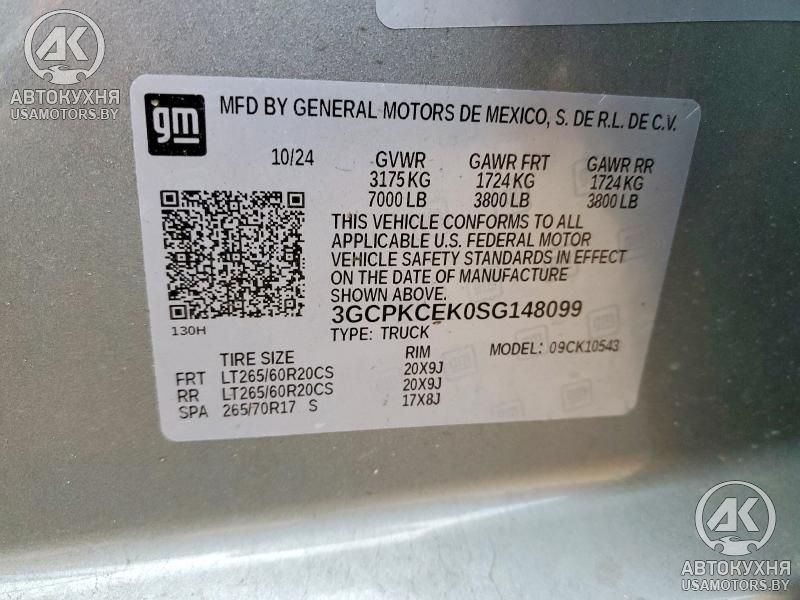 AK
АВТОКУХНЯ
USAMOTORS.BY
gm
MFD BY GENERAL MOTORS DE MEXICO, S. DE R.L. DE C.V.
10/24 GVWR GAWR FRT GAWR RR
3175 KG 1724 KG 1724 KG
7000 LB 3800 LB 3800 LB
THIS VEHICLE CONFORMS TO ALL
APPLICABLE U.S. FEDERAL MOTOR
VEHICLE SAFETY STANDARDS IN EFFECT
ON THE DATE OF MANUFACTURE
SHOWN ABOVE.
3GCPKCEK0SG148099
130H TYPE: TRUCK
TIRE SIZE RIM MODEL: 09CK10543
FRT LT265/60R20CS 20X9J
RR LT265/60R20CS 20X9J
SPA 265/70R17 S 17X8J
AK
АВТОКУХНЯ
USAMOTORS.BY